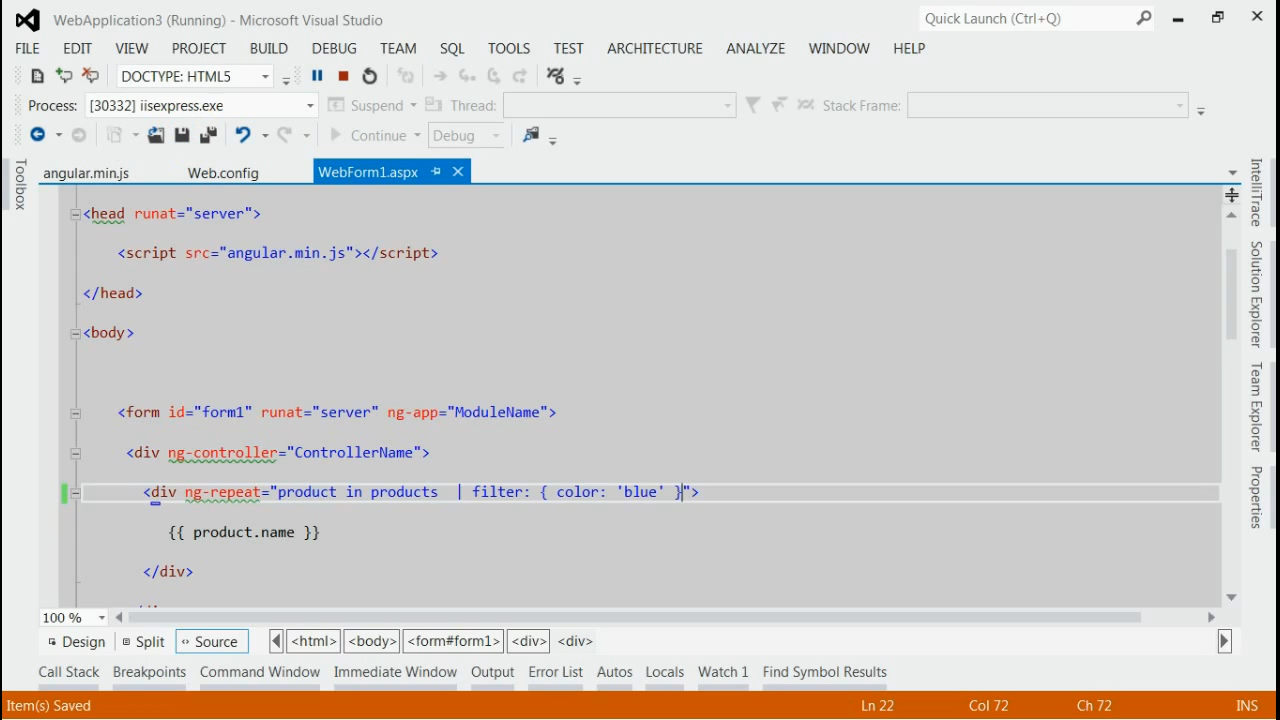 WebApplication3 (Running) - Microsoft Visual Studio
Quick Launch (Ctrl+Q)
FILE EDIT VIEW PROJECT BUILD DEBUG TEAM SQL TOOLS TEST ARCHITECTURE ANALYZE WINDOW HELP
DOCTYPE: HTML5
Process: [30332] iisexpress.exe Suspend Thread: Stack Frame:
Continue Debug
Toolbox
angular.min.js Web.config WebForm1.aspx
<head runat="server">
<script src="angular.min.js"></script>
</head>
<body>
<form id="form1" runat="server" ng-app="ModuleName">
<div ng-controller="ControllerName">
<div ng-repeat="product in products  | filter: { color: 'blue' }">
{{ product.name }}
</div>
IntelliTrace
Solution Explorer
Team Explorer
Properties
100 %
Design Split Source <html> <body> <form#form1> <div> <div>
Call Stack Breakpoints Command Window Immediate Window Output Error List Autos Locals Watch 1 Find Symbol Results
Item(s) Saved Ln 22 Col 72 Ch 72 INS